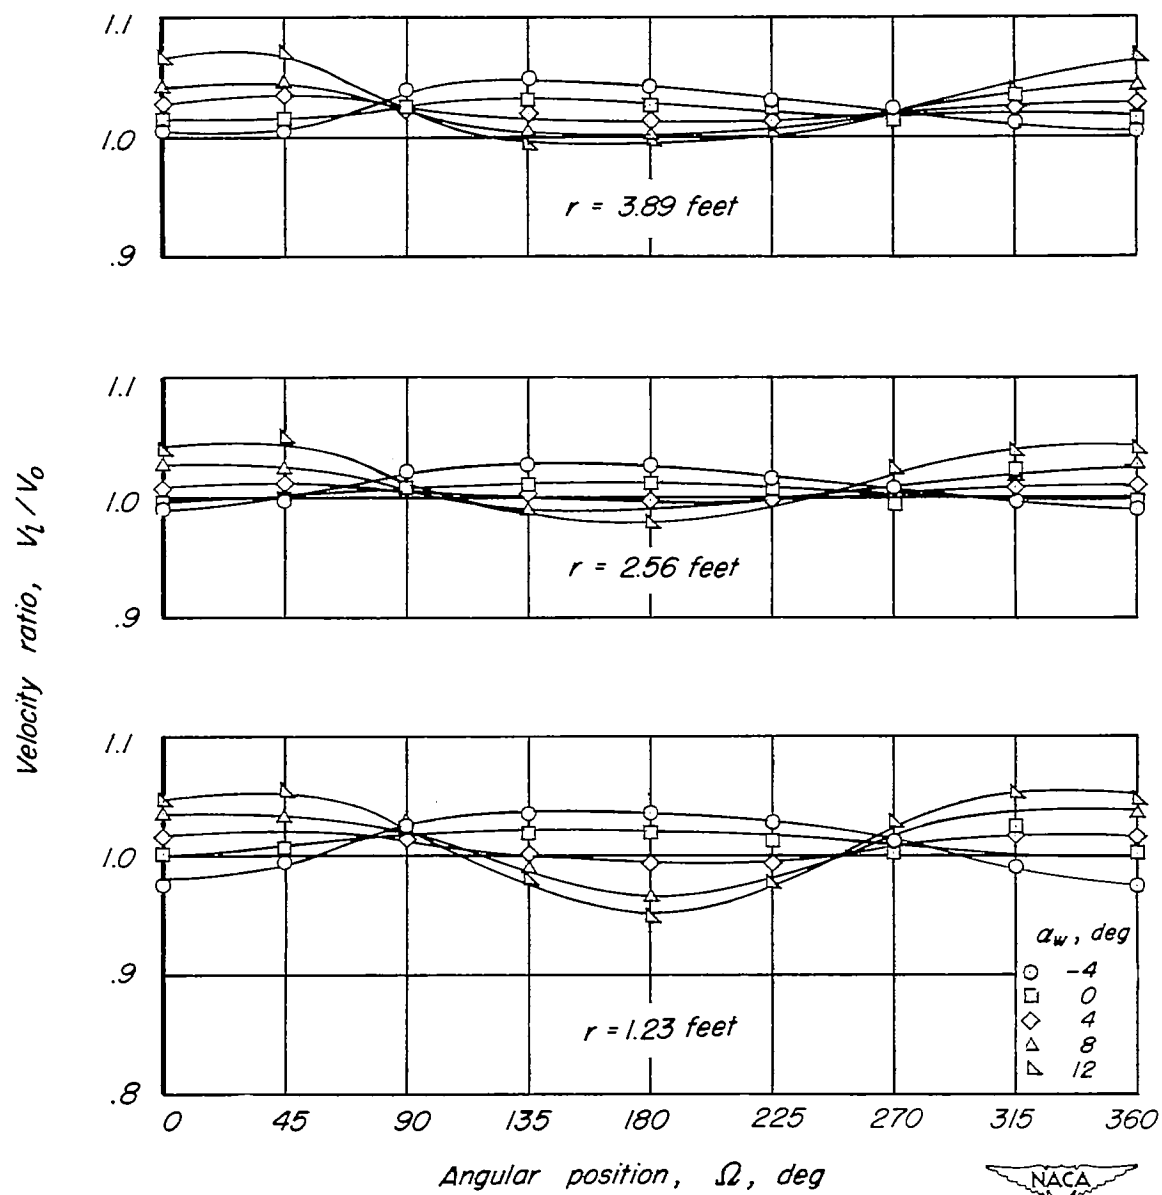 1.1
1.0
r = 3.89 feet
.9
1.1
1.0
r = 2.56 feet
.9
Velocity ratio, Vl/Vo
1.1
1.0
αw, deg
.9
-4
0
r = 1.23 feet
4
8
12
.8
0 45 90 135 180 225 270 315 360
Angular position, Ω, deg
NACA